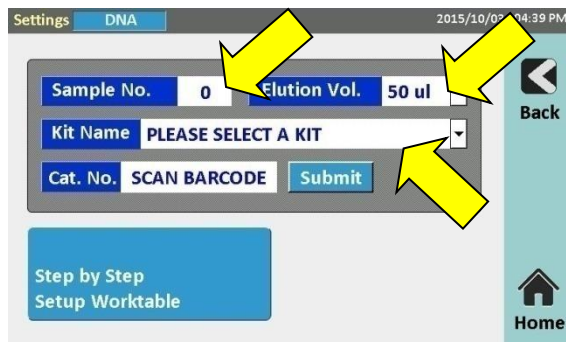 Settings DNA 2015/10/03 04:39 PM
Sample No. 0 Elution Vol. 50 ul
Back
Kit Name PLEASE SELECT A KIT
Cat. No. SCAN BARCODE Submit
Step by Step
Setup Worktable
Home